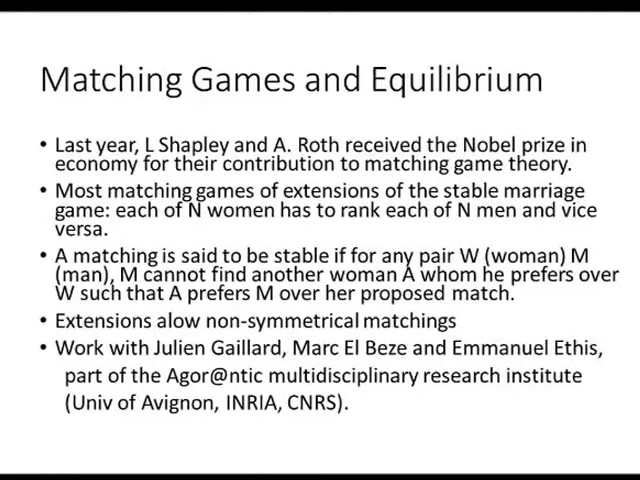 Matching Games and Equilibrium
• Last year, L Shapley and A. Roth received the Nobel prize in
economy for their contribution to matching game theory.
• Most matching games of extensions of the stable marriage
game: each of N women has to rank each of N men and vice
versa.
• A matching is said to be stable if for any pair W (woman) M
(man), M cannot find another woman A whom he prefers over
W such that A prefers M over her proposed match.
• Extensions alow non-symmetrical matchings
• Work with Julien Gaillard, Marc El Beze and Emmanuel Ethis,
part of the Agor@ntic multidisciplinary research institute
(Univ of Avignon, INRIA, CNRS).